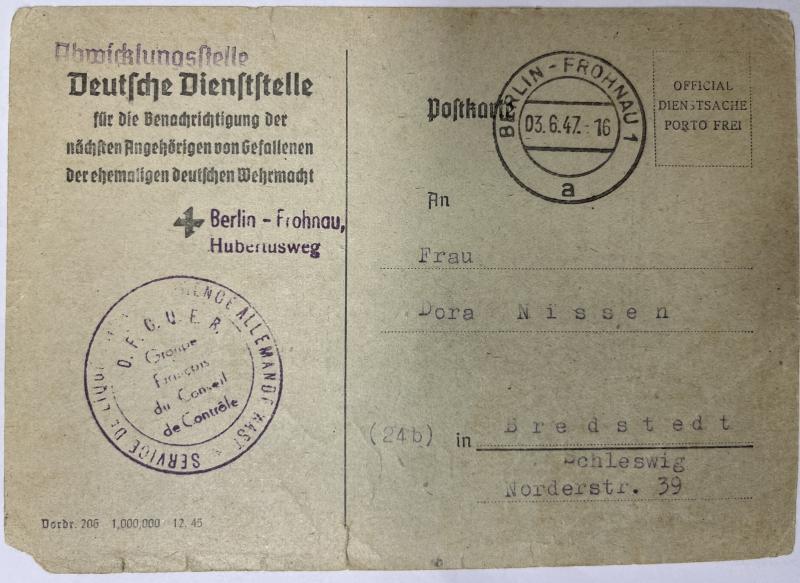 Abwicklungsstelle
Deutsche Dienststelle
für die Benachrichtigung der
nächsten Angehörigen von Gefallenen
der ehemaligen deutschen Wehrmacht
Berlin - Frohnau,
Hubertusweg
SERVICE DE ALLEMANDE WAST
O. F. C. U. E. R.
Groupe
Français
du Conseil
de Contrôle
Vordr. 206 1,000,000 12. 45
Postkarte
BERLIN-FROHNAU 1
03.6.47.-16
a
OFFICIAL
DIENSTSACHE
PORTO FREI
An
Frau
Dora Nissen
(24b) in Bredstedt
Schleswig
Norderstr. 39